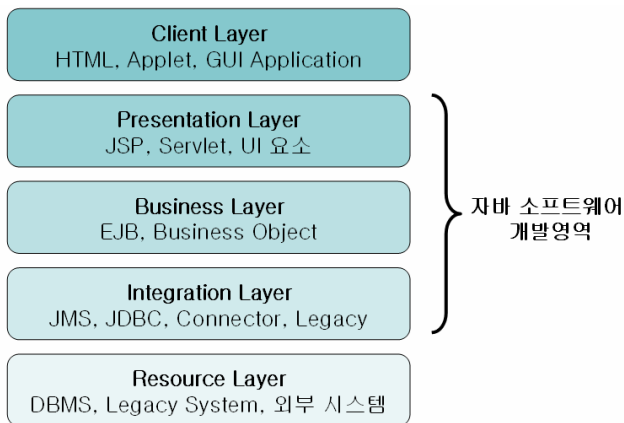 Client Layer
HTML, Applet, GUI Application
Presentation Layer
JSP, Servlet, UI 요소
Business Layer
EJB, Business Object
Integration Layer
JMS, JDBC, Connector, Legacy
Resource Layer
DBMS, Legacy System, 외부 시스템
자바 소프트웨어
개발영역